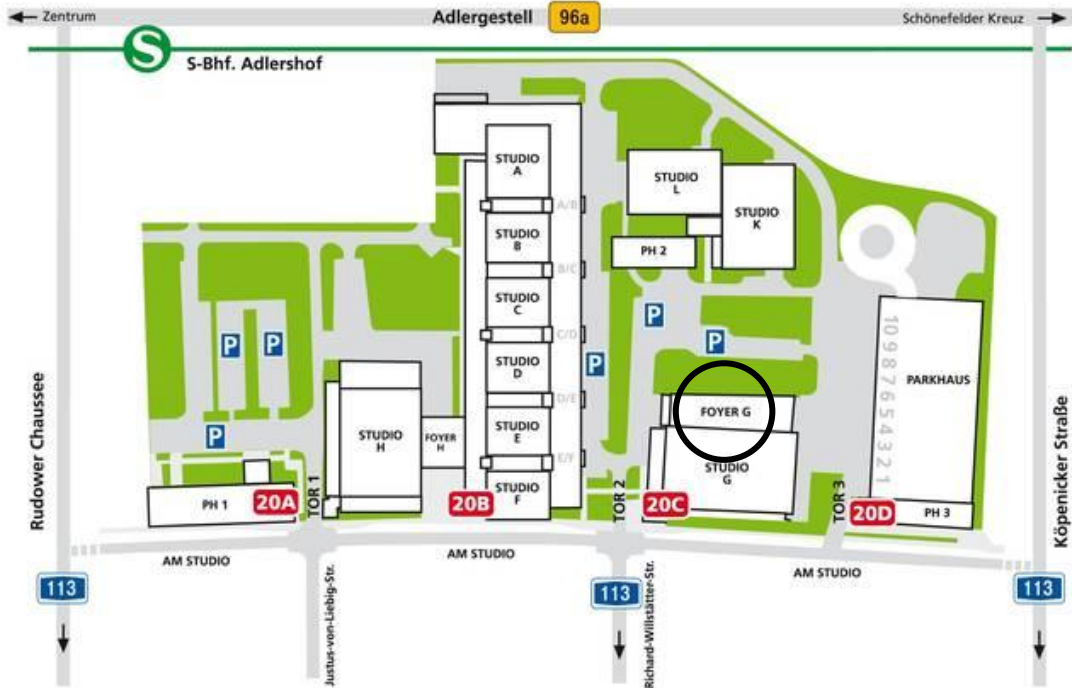 Zentrum
Adlergestell
96a
Schönefelder Kreuz
S
S-Bhf. Adlershof
STUDIO
A
A/B
STUDIO
B
B/C
STUDIO
C
C/D
STUDIO
D
D/E
STUDIO
E
E/F
STUDIO
F
STUDIO
L
STUDIO
K
PH 2
P
P
P
P
P
P
10 9 8 7 6 5 4 3 2 1
PARKHAUS
FOYER G
STUDIO
G
STUDIO
H
FOYER
H
PH 1
20A
TOR 1
20B
TOR 2
20C
TOR 3
20D
PH 3
Rudower Chaussee
Köpenicker Straße
AM STUDIO
AM STUDIO
AM STUDIO
113
Justus-von-Liebig-Str.
113
Richard-Willstätter-Str.
113